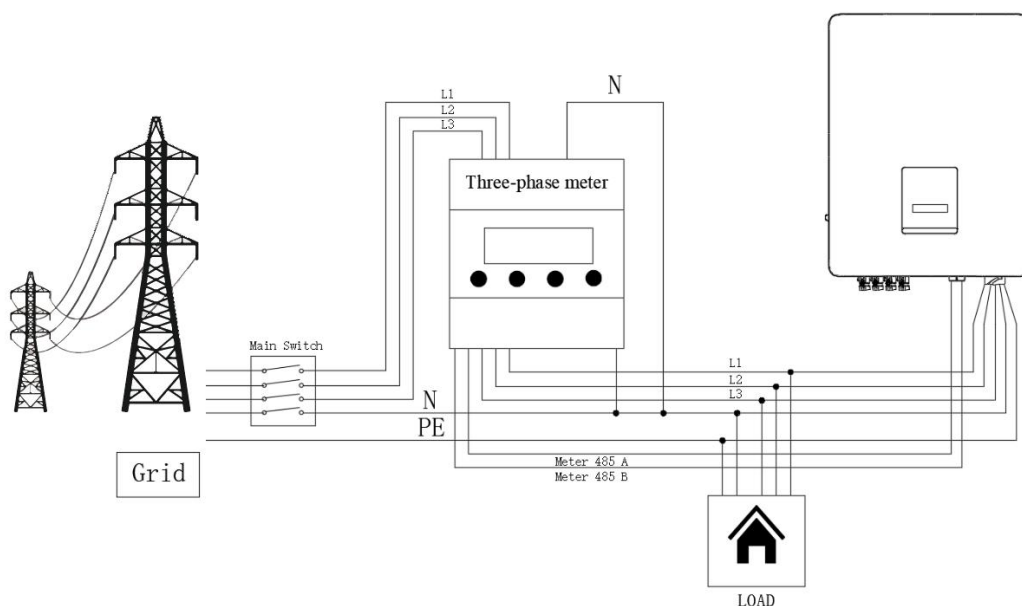 L1
L2
L3
N
Three-phase meter
Main Switch
L1
L2
L3
N
PE
Meter 485 A
Meter 485 B
Grid
LOAD